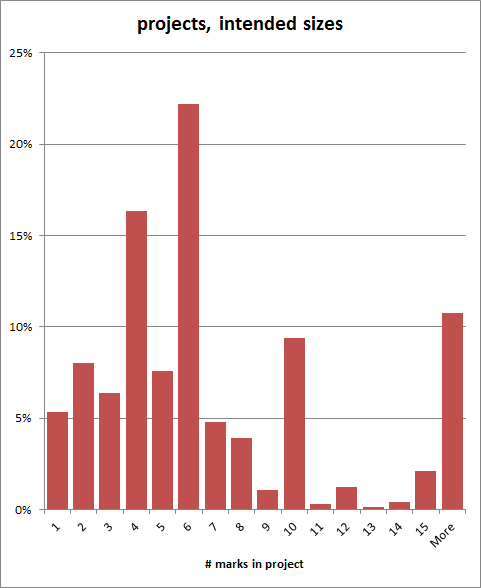 projects, intended sizes
25%
20%
15%
10%
5%
0%
1 2 3 4 5 6 7 8 9 10 11 12 13 14 15 More
# marks in project